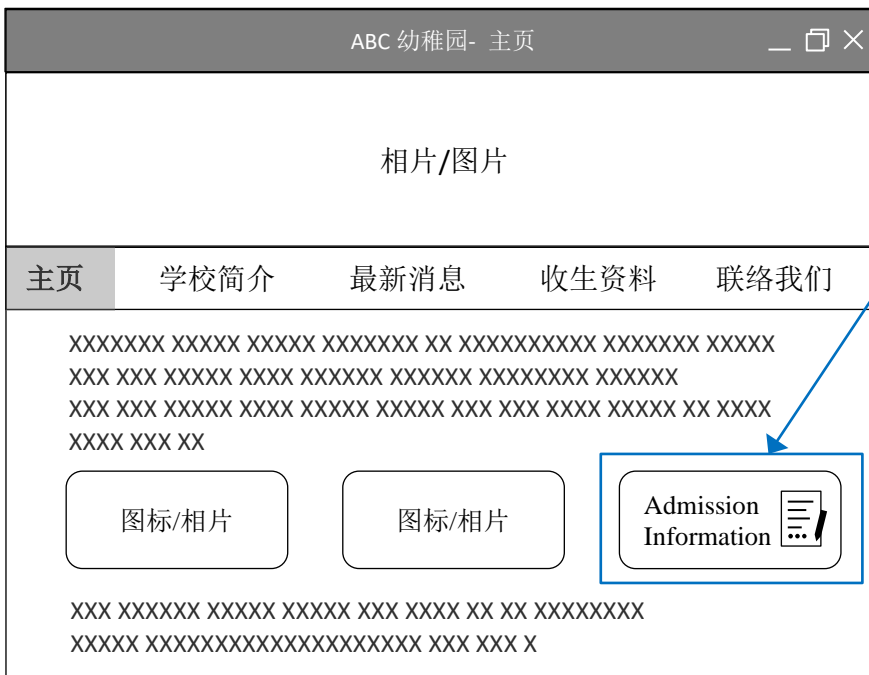 ABC 幼稚园- 主页
相片/图片
主页 学校简介 最新消息 收生资料 联络我们
XXXXXXX XXXXX XXXXX XXXXXXX XX XXXXXXXXXX XXXXXXX XXXXX
XXX XXX XXXXX XXXX XXXXXX XXXXXX XXXXXXXX XXXXXX
XXX XXX XXXXX XXXX XXXXX XXXXX XXX XXX XXXX XXXXX XX XXXX
XXXX XXX XX
图标/相片 图标/相片 Admission
Information
XXX XXXXXX XXXXX XXXXX XXX XXXX XX XX XXXXXXXX
XXXXX XXXXXXXXXXXXXXXXXXXX XXX XXX X